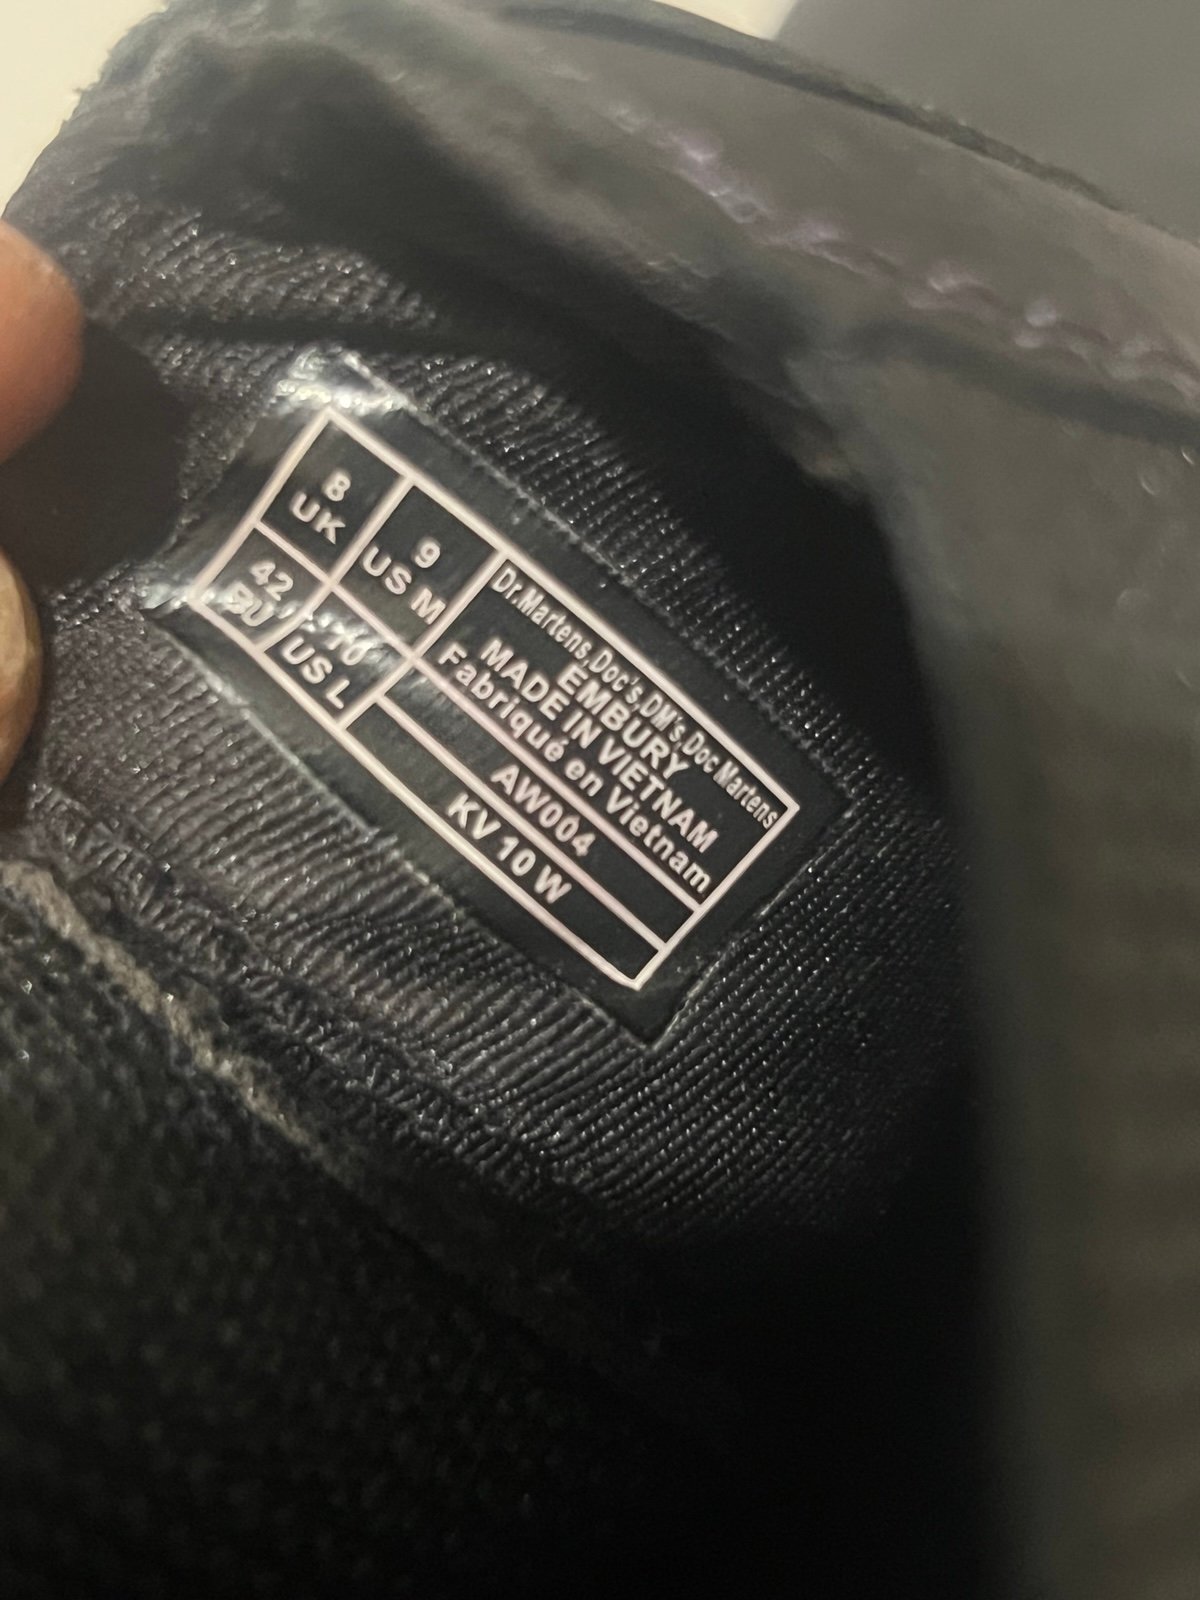 8
UK
9
US M
42
EU
10
US L
Dr.Martens,Doc's,DM's,Doc Martens
EMBURY
MADE IN VIETNAM
Fabriqué en Vietnam
AW004
KV 10 W